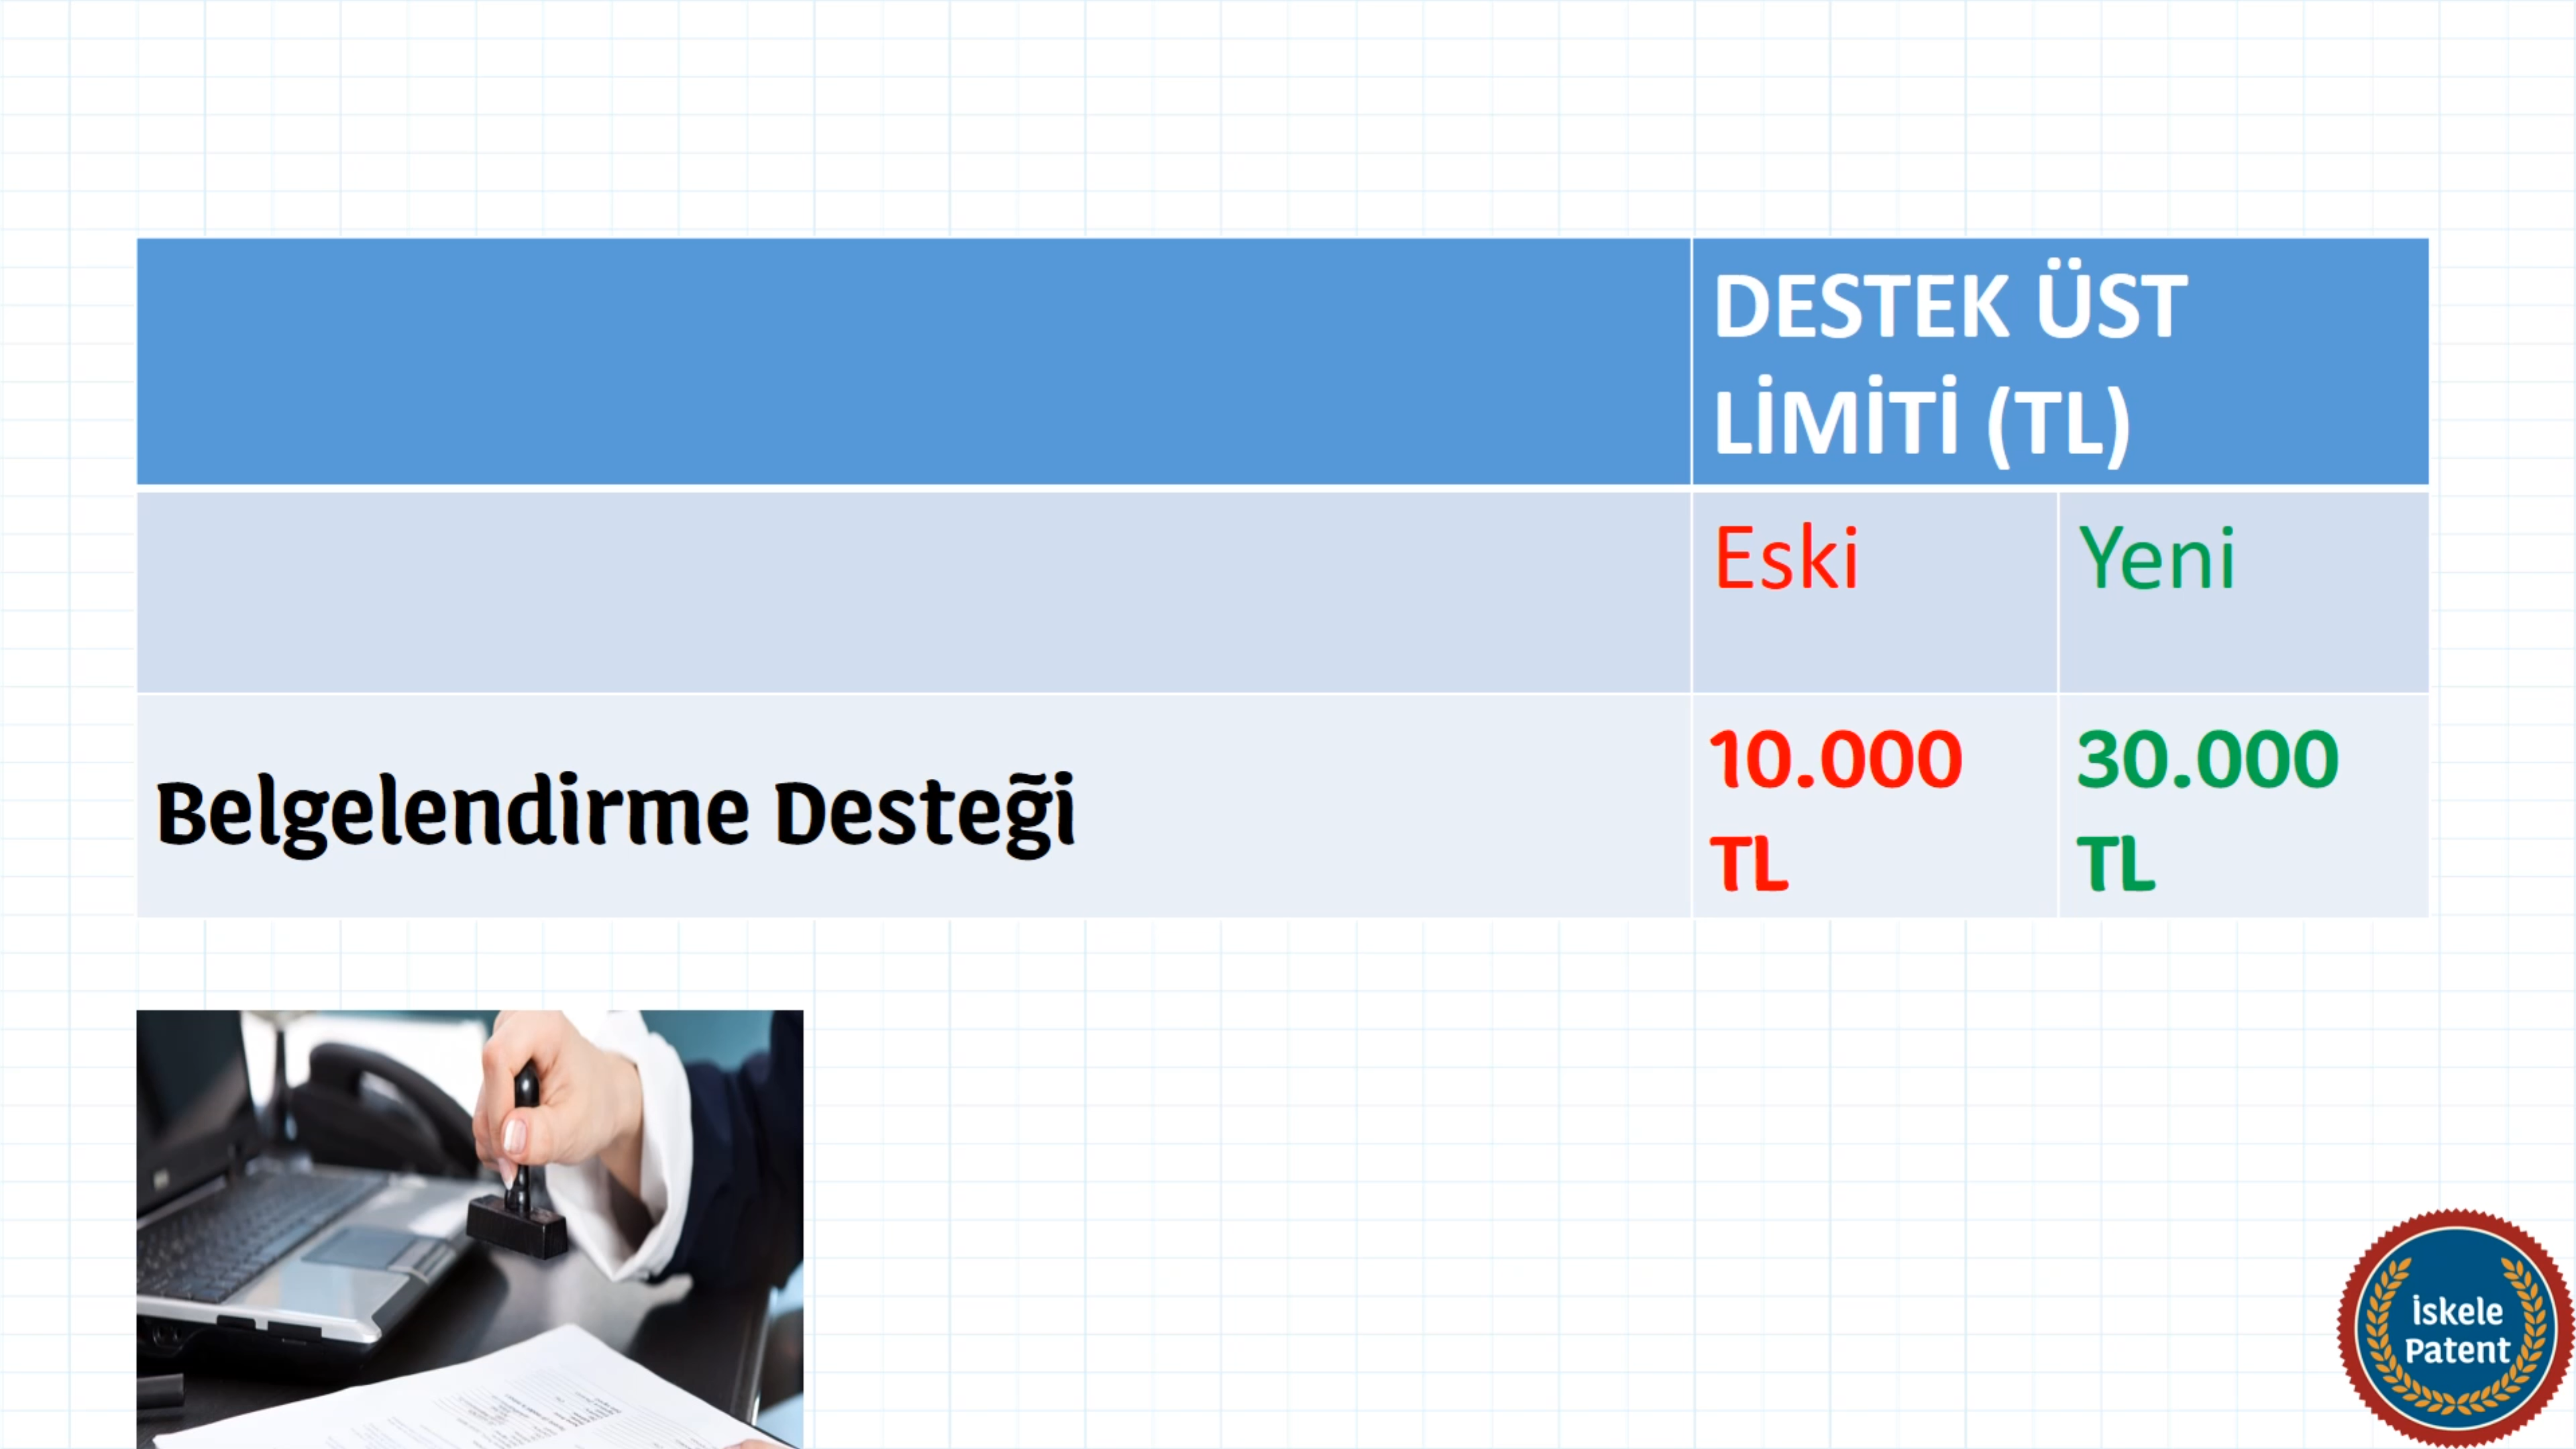 DESTEK ÜST
LİMİTİ (TL)
Eski
Yeni
Belgelendirme Desteği
10.000
TL
30.000
TL
İskele
Patent